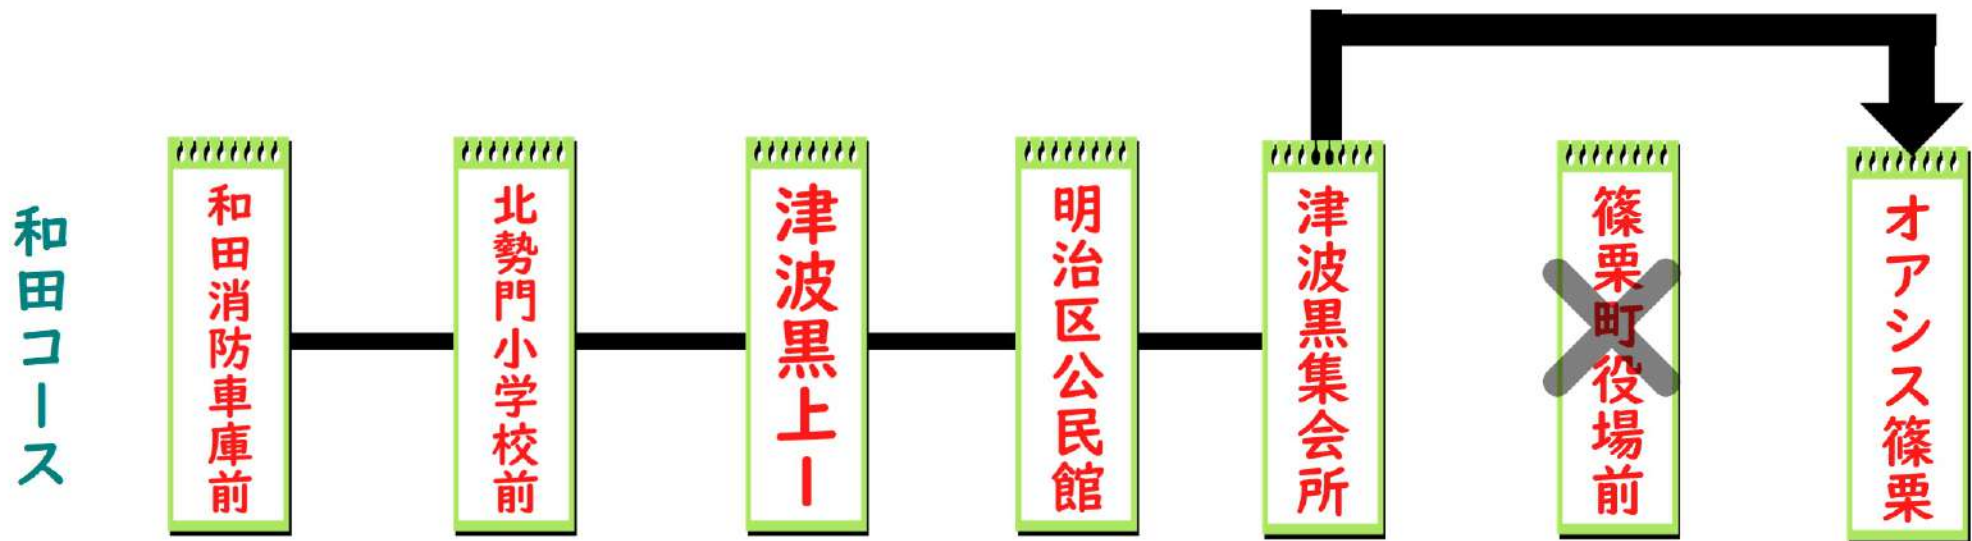 和田コース
和田消防車庫前
北勢門小学校前
津波黒上一
明治区公民館
津波黒集会所
篠栗町役場前
オアシス篠栗